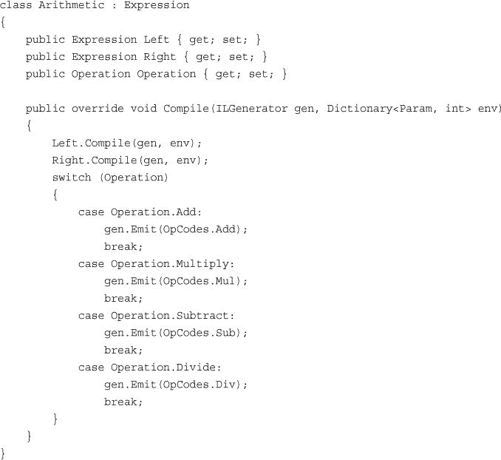 class Arithmetic : Expression
{
    public Expression Left { get; set; }
    public Expression Right { get; set; }
    public Operation Operation { get; set; }

    public override void Compile(ILGenerator gen, Dictionary<Param, int> env)
    {
        Left.Compile(gen, env);
        Right.Compile(gen, env);
        switch (Operation)
        {
            case Operation.Add:
                gen.Emit(OpCodes.Add);
                break;
            case Operation.Multiply:
                gen.Emit(OpCodes.Mul);
                break;
            case Operation.Subtract:
                gen.Emit(OpCodes.Sub);
                break;
            case Operation.Divide:
                gen.Emit(OpCodes.Div);
                break;
        }
    }
}